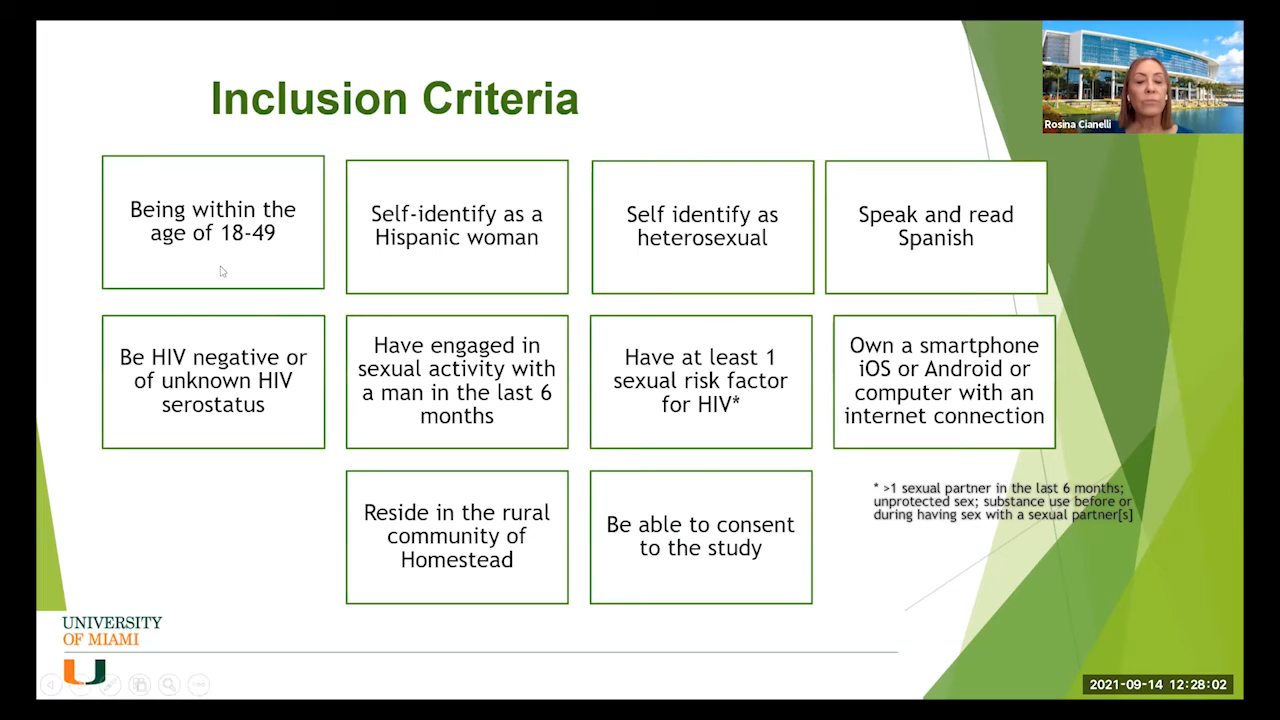 Inclusion Criteria
Rosina Cianelli
Being within the
age of 18-49
Self-identify as a
Hispanic woman
Self identify as
heterosexual
Speak and read
Spanish
Be HIV negative or
of unknown HIV
serostatus
Have engaged in
sexual activity with
a man in the last 6
months
Have at least 1
sexual risk factor
for HIV*
Own a smartphone
iOS or Android or
computer with an
internet connection
Reside in the rural
community of
Homestead
Be able to consent
to the study
* >1 sexual partner in the last 6 months;
unprotected sex; substance use before or
during having sex with a sexual partner[s]
UNIVERSITY
OF MIAMI
U
2021-09-14 12:28:02